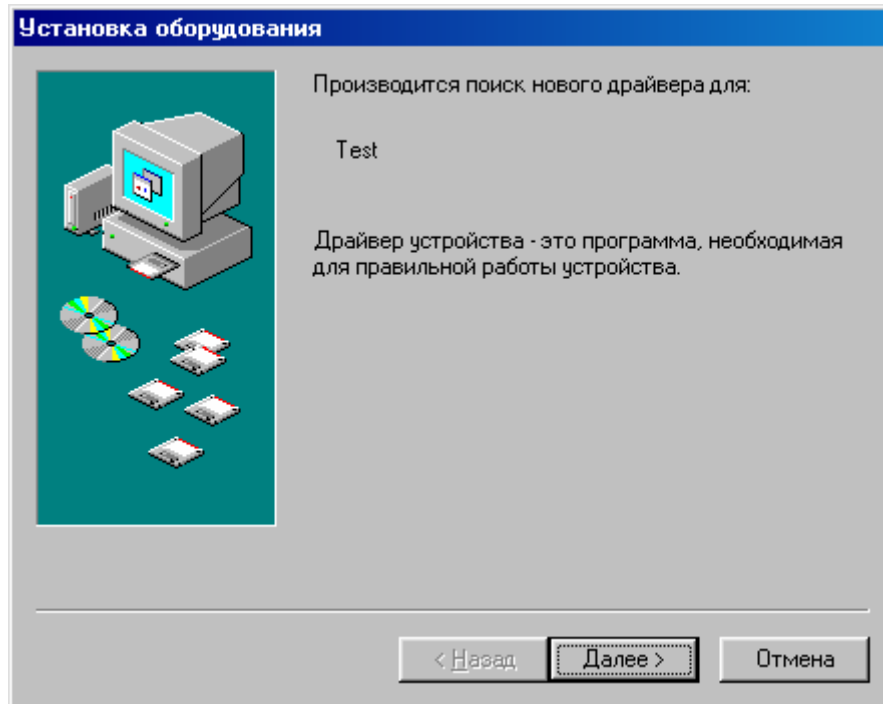 Установка оборудования
Производится поиск нового драйвера для:
Test
Драйвер устройства - это программа, необходимая
для правильной работы устройства.
< Назад
Далее >
Отмена